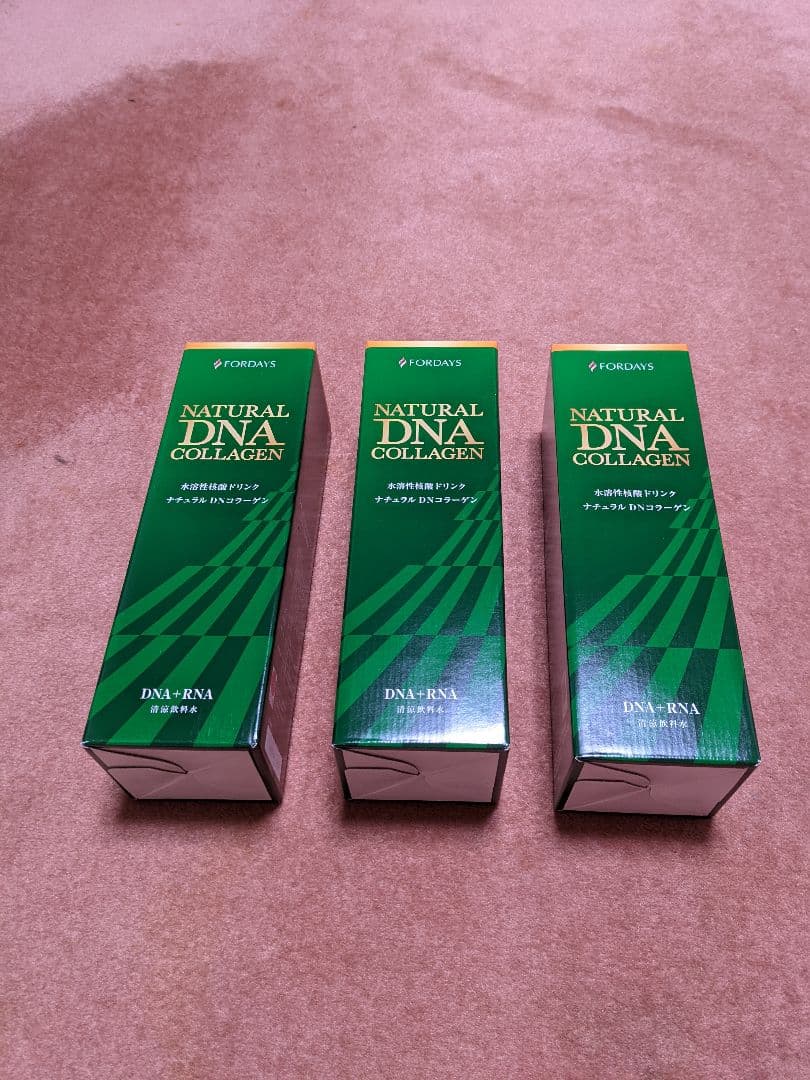 FORDAYS
NATURAL
DNA
COLLAGEN
水溶性核酸ドリンク
ナチュラル DNコラーゲン
DNA+RNA
清涼飲料水
FORDAYS
NATURAL
DNA
COLLAGEN
水溶性核酸ドリンク
ナチュラル DNコラーゲン
DNA+RNA
清涼飲料水
FORDAYS
NATURAL
DNA
COLLAGEN
水溶性核酸ドリンク
ナチュラル DNコラーゲン
DNA+RNA
清涼飲料水